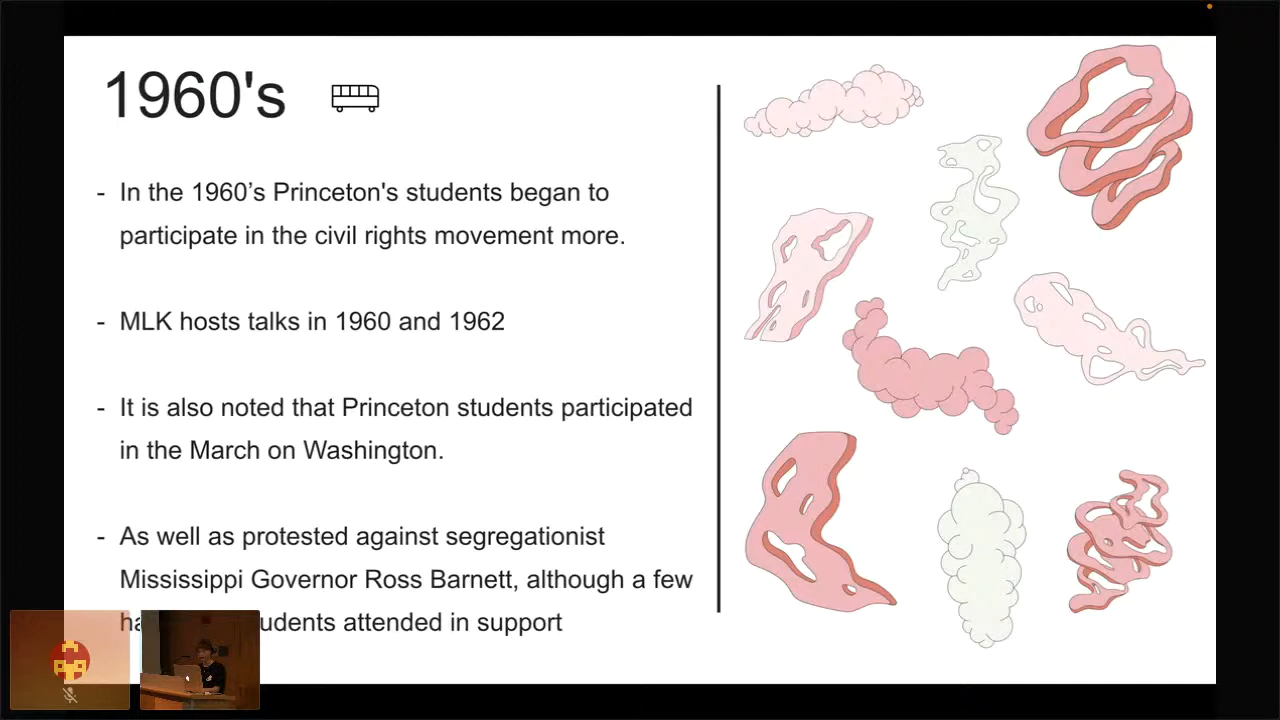 1960's
- In the 1960’s Princeton's students began to
participate in the civil rights movement more.
- MLK hosts talks in 1960 and 1962
- It is also noted that Princeton students participated
in the March on Washington.
- As well as protested against segregationist
Mississippi Governor Ross Barnett, although a few
attended in support